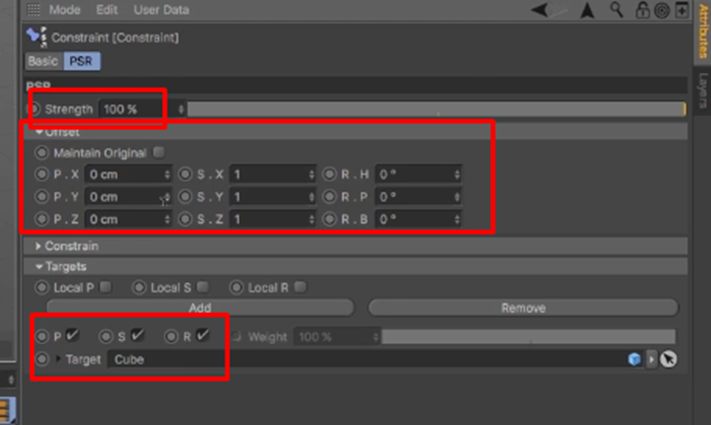 Mode Edit User Data
Constraint [Constraint]
Basic PSR
PSR
Strength 100 %
Offset
Maintain Original
P . X 0 cm S . X 1 R . H 0 °
P . Y 0 cm S . Y 1 R . P 0 °
P . Z 0 cm S . Z 1 R . B 0 °
Constrain
Targets
Local P Local S Local R
Add Remove
P S R Weight 100 %
Target Cube
Attributes
Layers